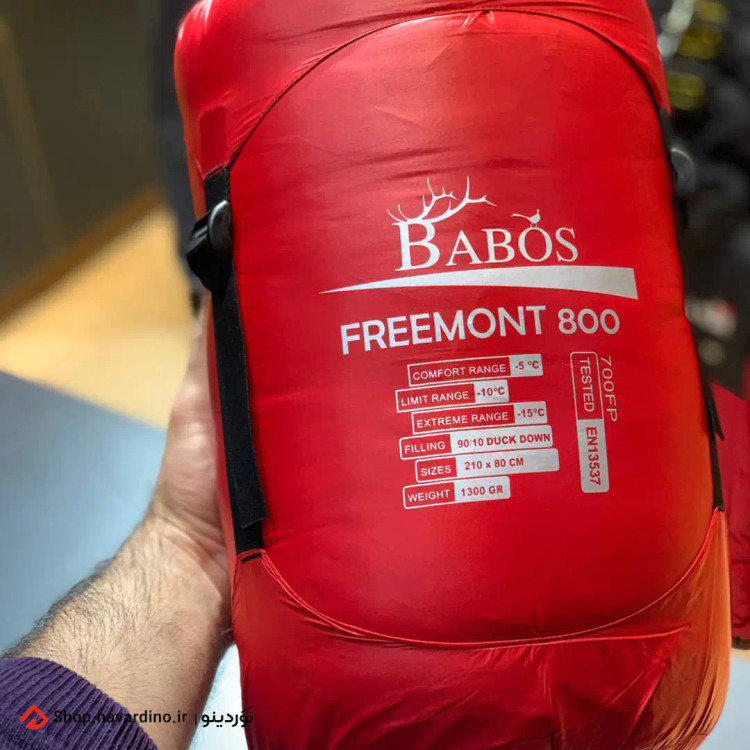 BABOS
FREEMONT 800
COMFORT RANGE -5 °C
LIMIT RANGE -10°C
EXTREME RANGE -15°C
FILLING 90/10 DUCK DOWN
SIZES 210 x 80 CM
WEIGHT 1300 GR
700FP
TESTED EN13537
Shop.navardino.ir | نَوَردینو